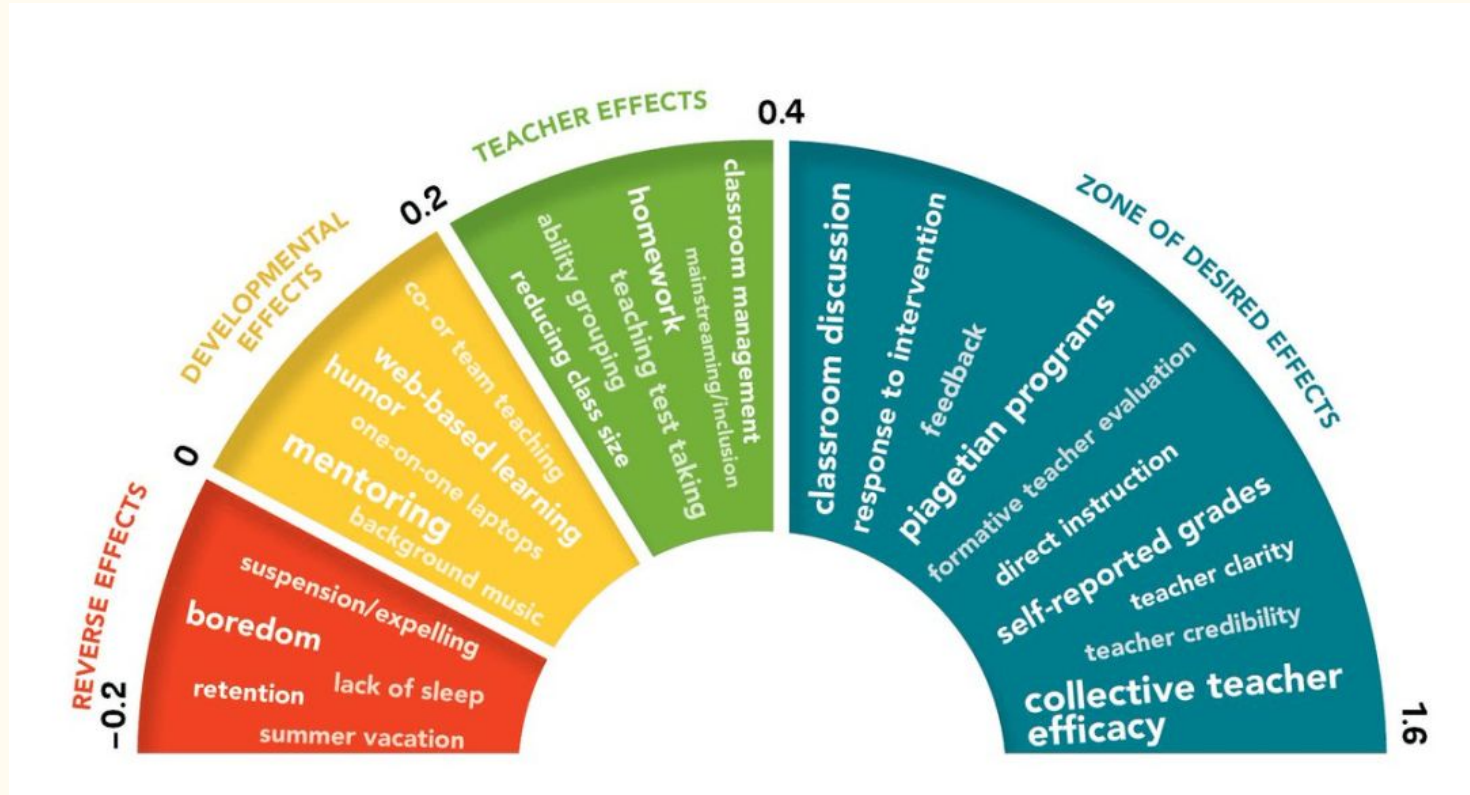 REVERSE EFFECTS
−0.2
suspension/expelling
boredom
retention
lack of sleep
summer vacation
0
DEVELOPMENTAL
EFFECTS
co- or team teaching
web-based learning
humor
one-on-one laptops
mentoring
background music
0.2
TEACHER EFFECTS
reducing class size
ability grouping
teaching test taking
homework
mainstreaming/inclusion
classroom management
0.4
ZONE OF DESIRED EFFECTS
classroom discussion
response to intervention
feedback
piagetian programs
formative teacher evaluation
direct instruction
self-reported grades
teacher clarity
teacher credibility
collective teacher
efficacy
1.6